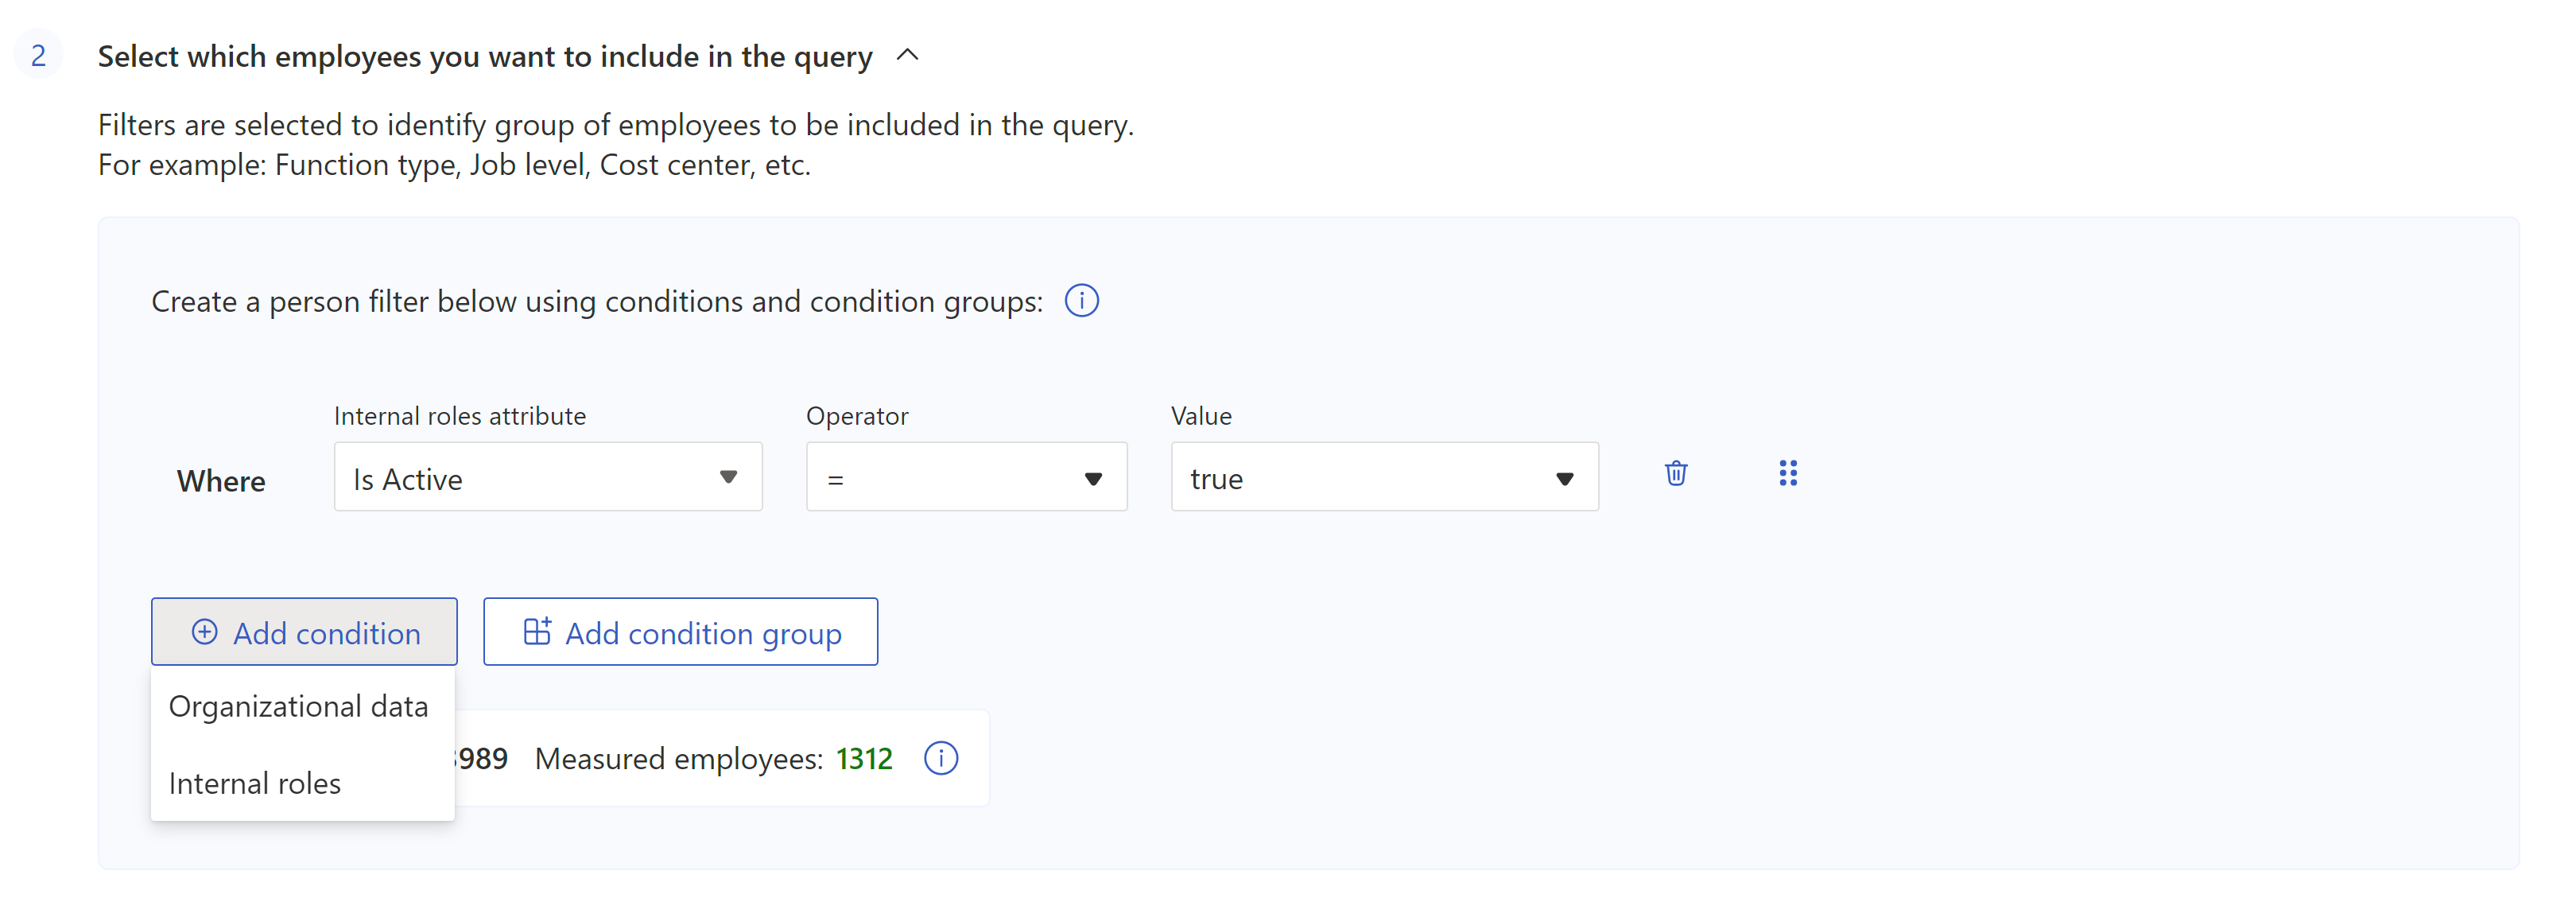 2
Select which employees you want to include in the query
Filters are selected to identify group of employees to be included in the query.
For example: Function type, Job level, Cost center, etc.
Create a person filter below using conditions and condition groups:
Internal roles attribute Operator Value
Where Is Active = true
Add condition Add condition group
Organizational data
989 Measured employees: 1312
Internal roles